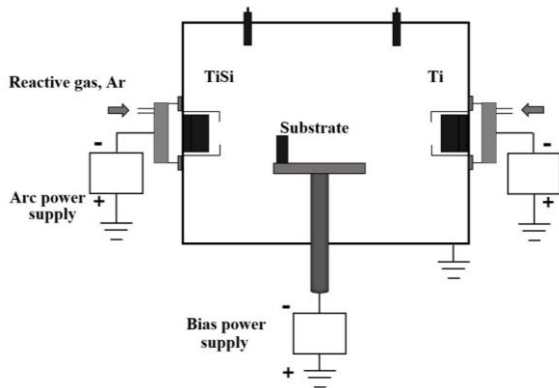 TiSi
Ti
Reactive gas, Ar
Substrate
-
-
Arc power
supply
+
+
-
Bias power
supply
+